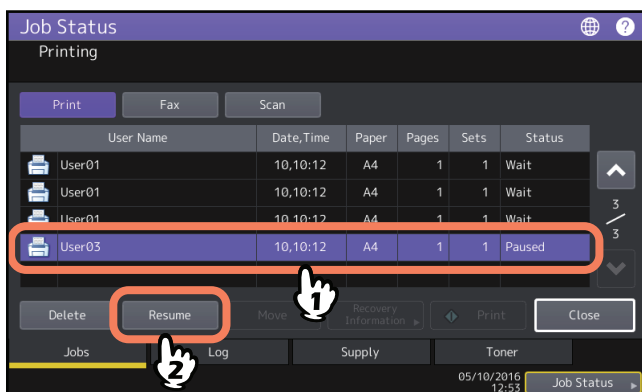 Job Status ?
Printing
Print Fax Scan
User Name Date,Time Paper Pages Sets Status
User01 10,10:12 A4 1 1 Wait
User01 10,10:12 A4 1 1 Wait
User01 10,10:12 A4 1 1 Wait
User03 10,10:12 A4 1 1 Paused
3
3
1
Delete Resume Move Recovery Information Print Close
2
Jobs Log Supply Toner
05/10/2016
12:53 Job Status